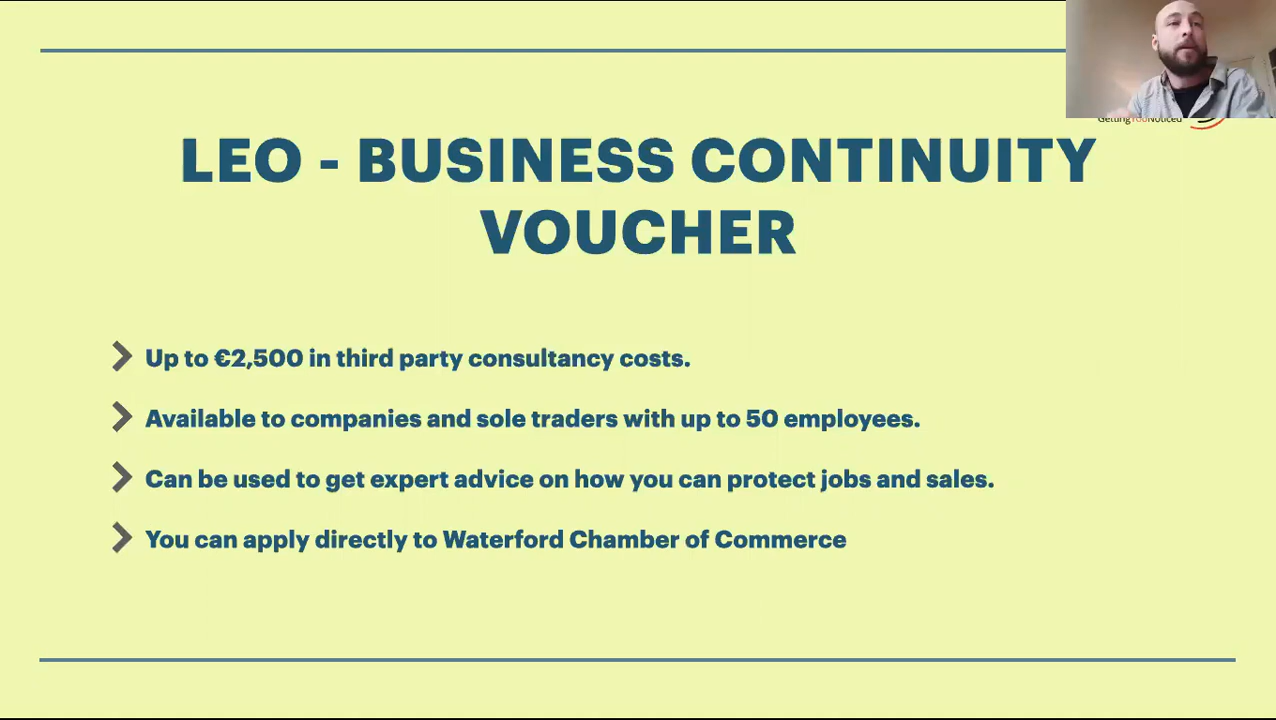 LEO - BUSINESS CONTINUITY
VOUCHER
Up to €2,500 in third party consultancy costs.
Available to companies and sole traders with up to 50 employees.
Can be used to get expert advice on how you can protect jobs and sales.
You can apply directly to Waterford Chamber of Commerce
GettingYouNoticed